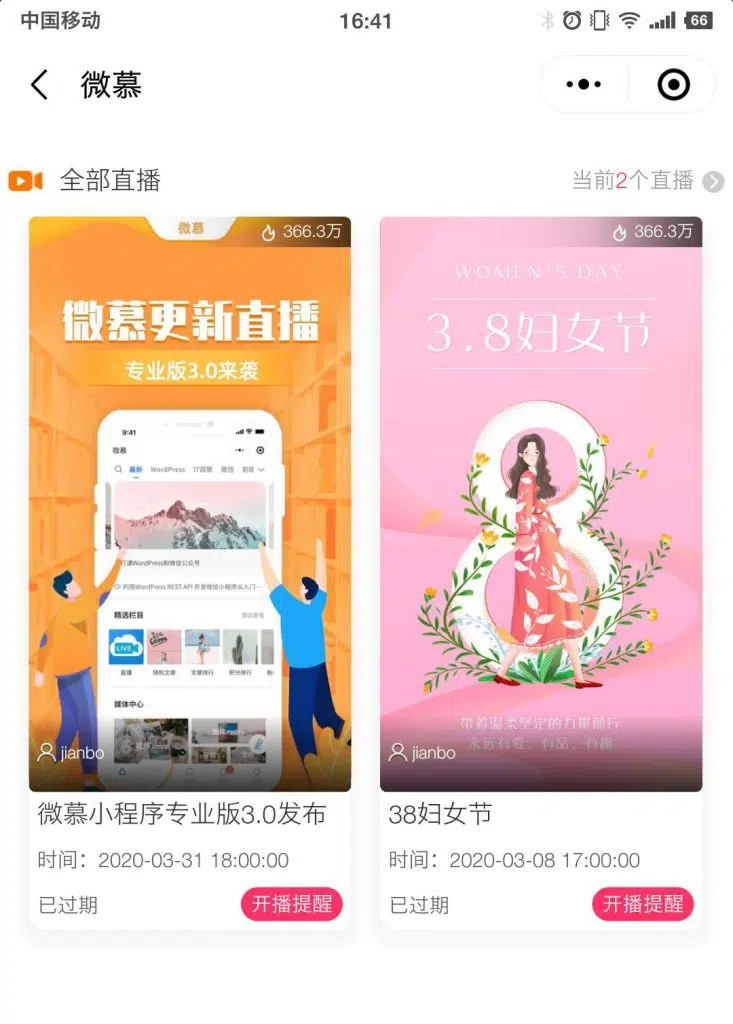 中国移动
16:41
66
微慕
全部直播
当前2个直播
微慕
366.3万
微慕更新直播
专业版3.0来袭
9:41
微慕
最新 WordPress IT观察 微信
打通WordPress和微信公众号
利用WordPress REST API 开发微信小程序从入门...
精选栏目
LIVE
直播 随机文章 文章排行 积分排行
媒体中心
jianbo
微慕小程序专业版3.0发布
时间：2020-03-31 18:00:00
已过期
开播提醒
366.3万
WOMEN'S DAY
3.8妇女节
带着温柔坚定的力量前行
永远有爱，有品，有趣
jianbo
38妇女节
时间：2020-03-08 17:00:00
已过期
开播提醒